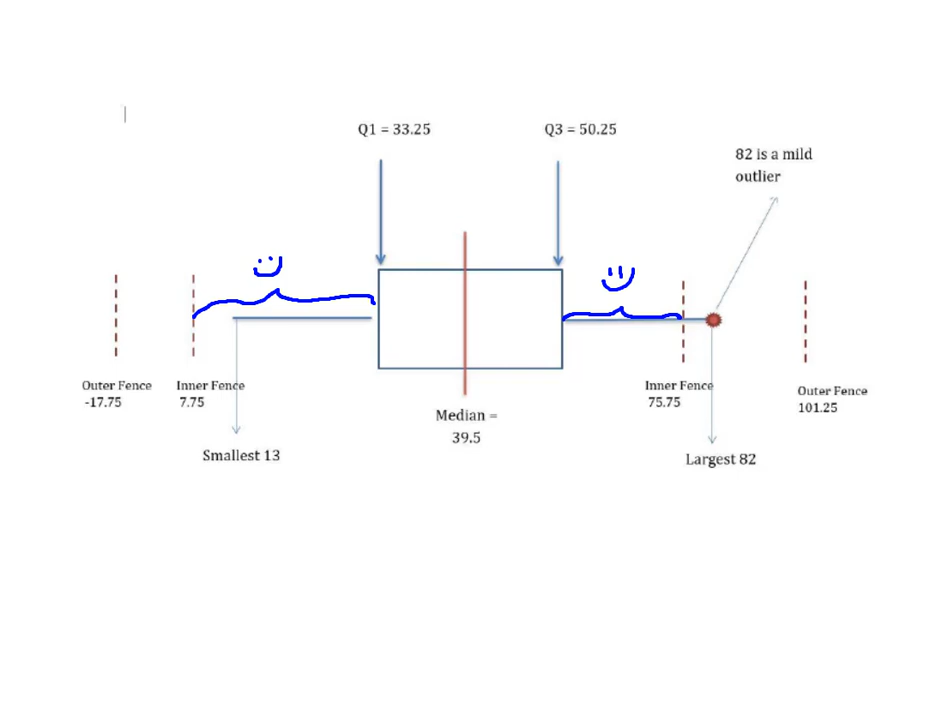 Q1 = 33.25
Q3 = 50.25
82 is a mild
outlier
Outer Fence
-17.75
Inner Fence
7.75
Inner Fence
75.75
Outer Fence
101.25
Median =
39.5
Smallest 13
Largest 82